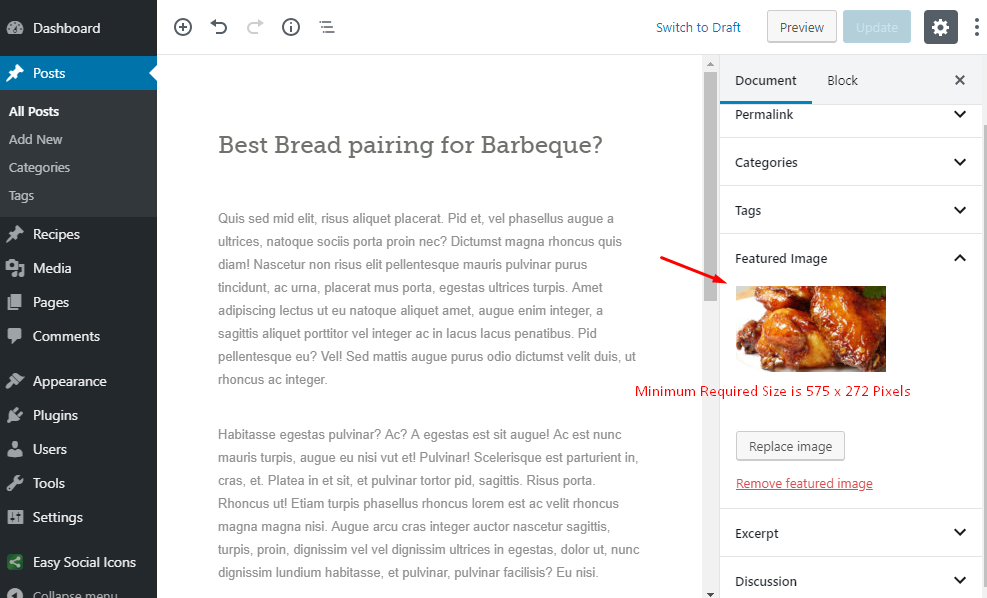 Dashboard
Posts
All Posts
Add New
Categories
Tags
Recipes
Media
Pages
Comments
Appearance
Plugins
Users
Tools
Settings
Easy Social Icons
Collapse menu
Switch to Draft
Preview
Update
Best Bread pairing for Barbeque?
Quis sed mid elit, risus aliquet placerat. Pid et, vel phasellus augue a
ultrices, natoque sociis porta proin nec? Dictumst magna rhoncus quis
diam! Nascetur non risus elit pellentesque mauris pulvinar purus
tincidunt, ac urna, placerat mus porta, egestas ultrices turpis. Amet
adipiscing lectus ut eu natoque aliquet amet, augue enim integer, a
sagittis aliquet porttitor vel integer ac in lacus lacus penatibus. Pid
pellentesque eu? Vel! Sed mattis augue purus odio dictumst velit duis, ut
rhoncus ac integer.
Habitasse egestas pulvinar? Ac? A egestas est sit augue! Ac est nunc
mauris turpis, augue eu nisi vut et! Pulvinar! Scelerisque est parturient in,
cras, et. Platea in et sit, et pulvinar tortor pid, sagittis. Risus porta.
Rhoncus ut! Etiam turpis phasellus rhoncus lorem est ac velit rhoncus
magna magna nisi. Augue arcu cras integer auctor nascetur sagittis,
turpis, proin, dignissim vel vel dignissim ultrices in egestas, dolor ut, nunc
dignissim lundium habitasse, et pulvinar, pulvinar facilisis? Eu nisi.
Document
Block
Permalink
Categories
Tags
Featured Image
Minimum Required Size is 575 x 272 Pixels
Replace image
Remove featured image
Excerpt
Discussion